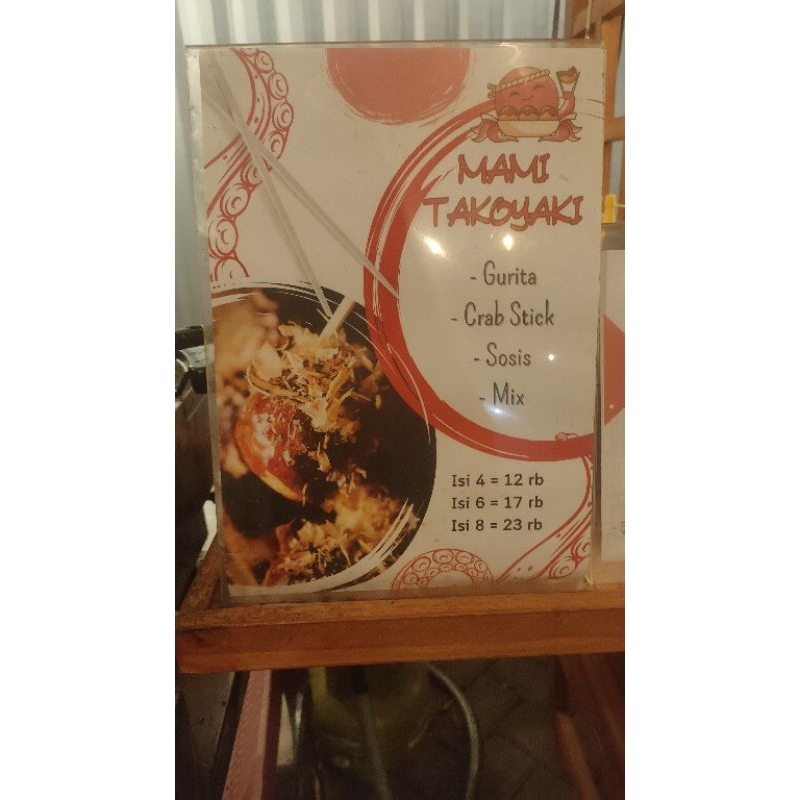 MAMI
TAKOYAKI
- Gurita
- Crab Stick
- Sosis
- Mix
Isi 4 = 12 rb
Isi 6 = 17 rb
Isi 8 = 23 rb